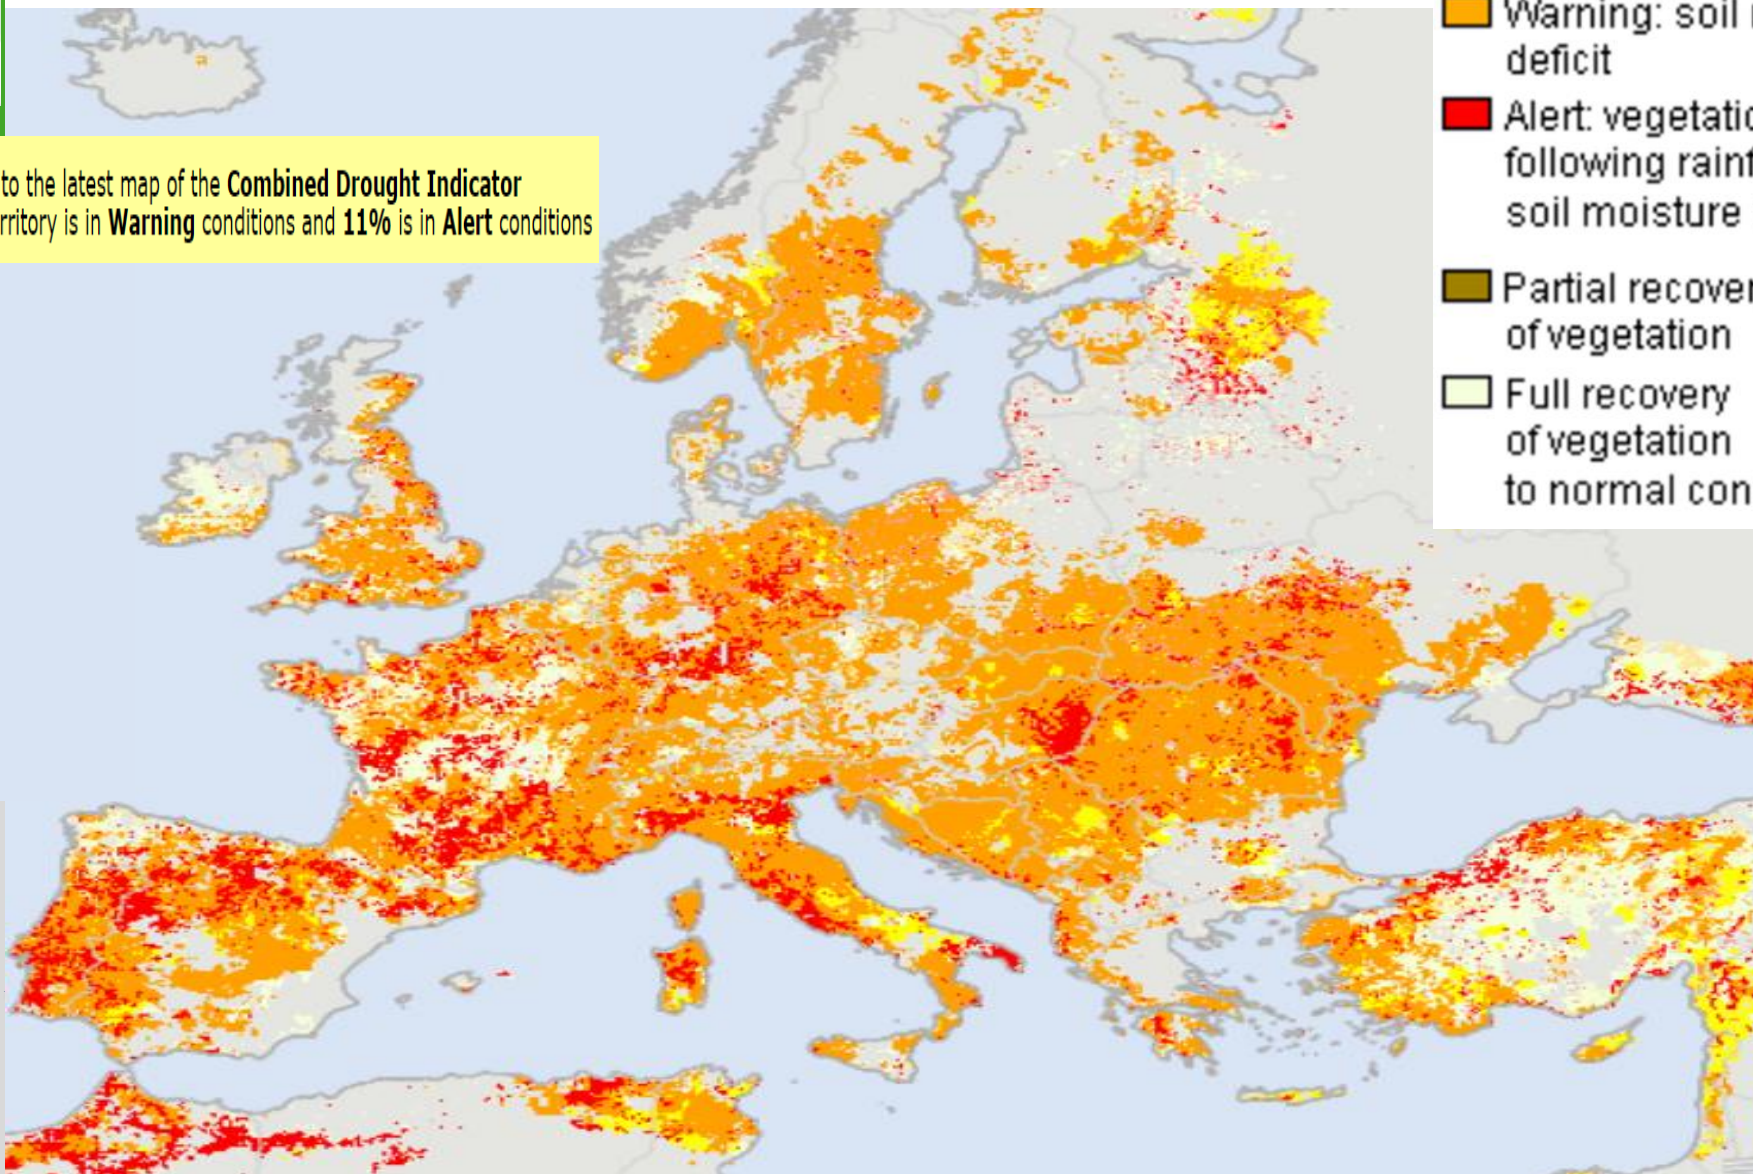 to the latest map of the Combined Drought Indicator
rritory is in Warning conditions and 11% is in Alert conditions
Warning: soil
deficit
Alert: vegetatio
following rainf
soil moisture
Partial recover
of vegetation
Full recovery
of vegetation
to normal con